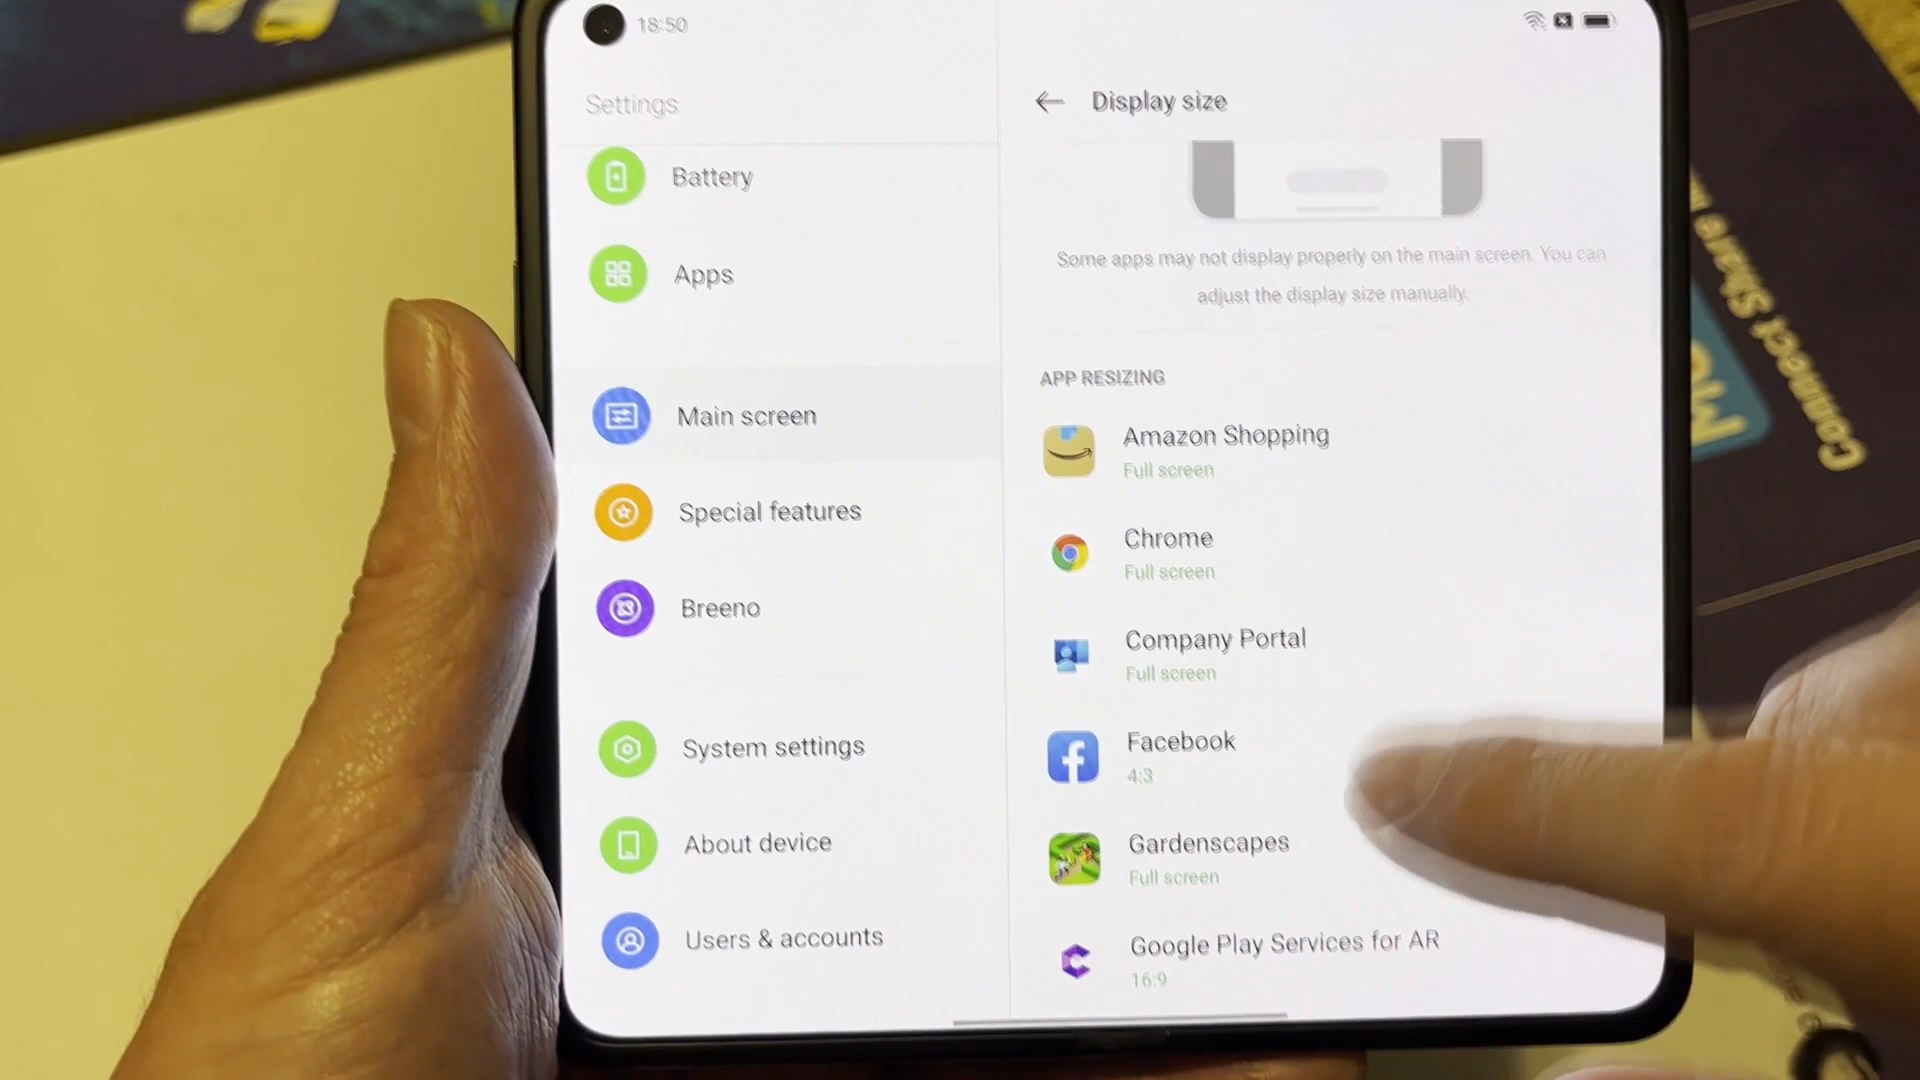 18:50
Settings
Battery
Apps
Main screen
Special features
Breeno
System settings
About device
Users & accounts
Display size
Some apps may not display properly on the main screen. You can
adjust the display size manually.
APP RESIZING
Amazon Shopping
Full screen
Chrome
Full screen
Company Portal
Full screen
Facebook
4:3
Gardenscapes
Full screen
Google Play Services for AR
16:9
Connect Share